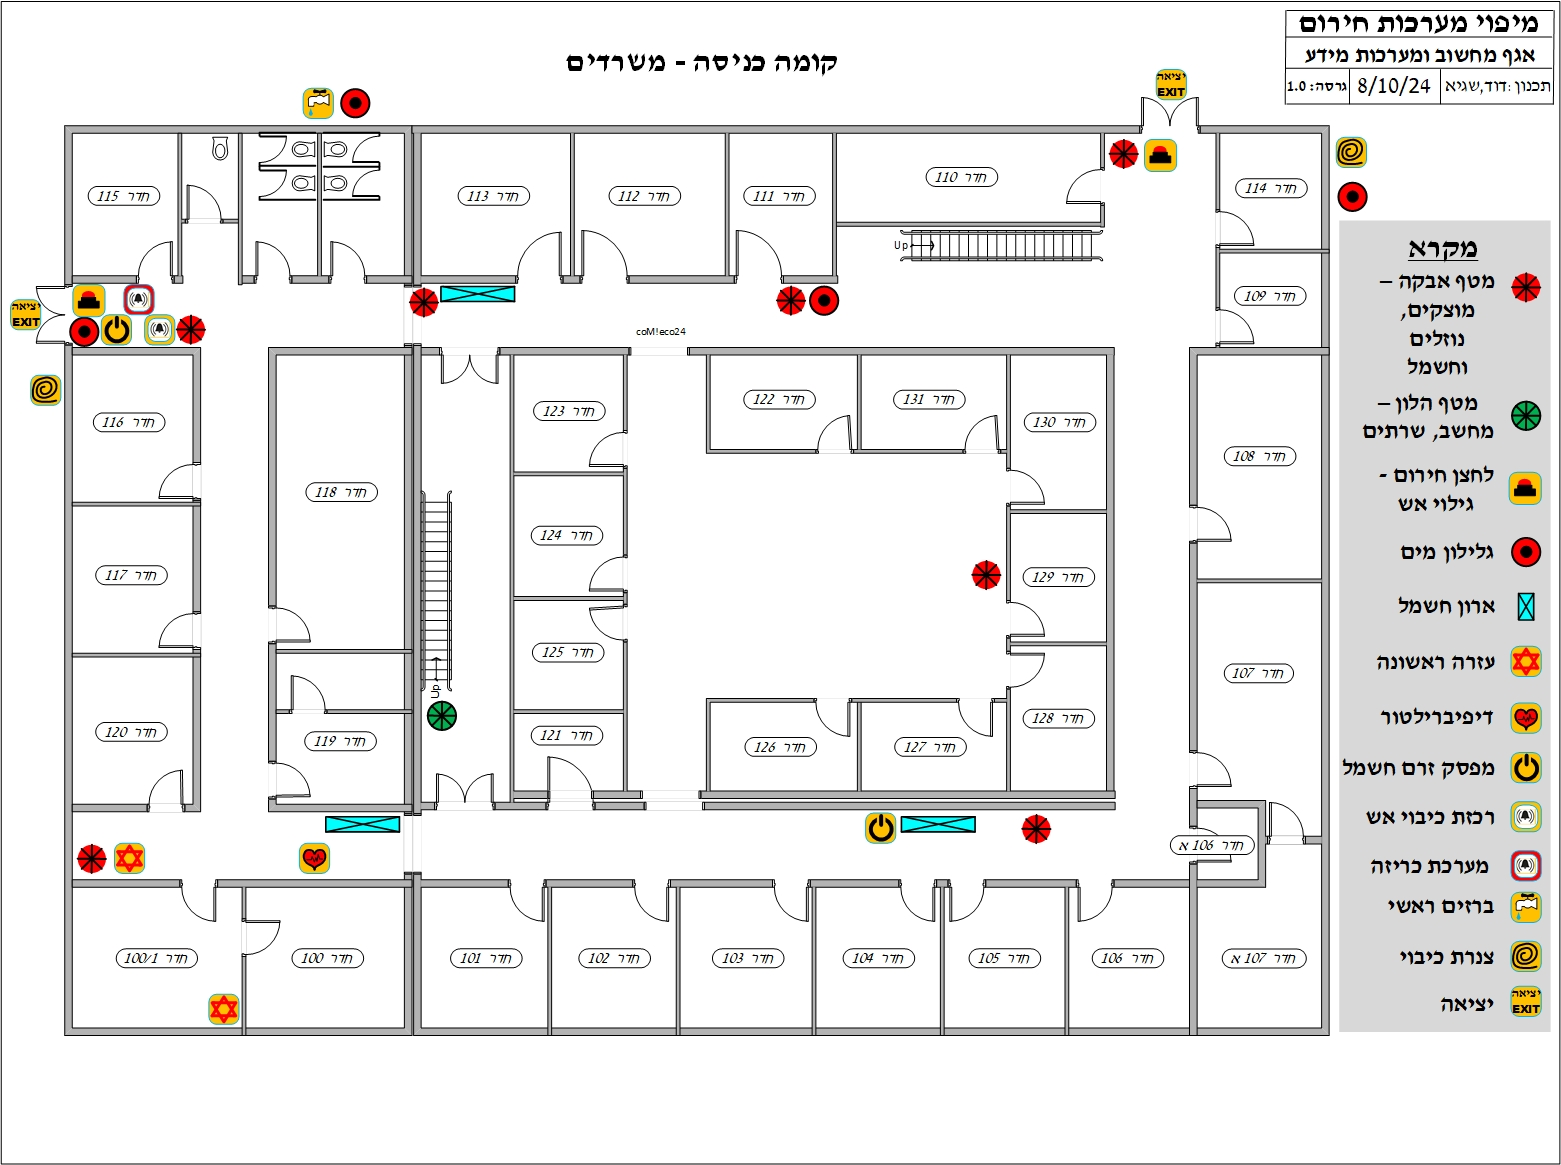 מיפוי מערכות חירום
אגף מחשוב ומערכות מידע
תכנון :דוד,שגיא
8/10/24
גרסה: 1.0
קומה כניסה - משרדים
יציאה
EXIT
חדר 115
חדר 113
חדר 112
חדר 111
חדר 110
חדר 114
Up
חדר 109
יציאה
EXIT
coM!eco24
חדר 116
חדר 118
חדר 123
חדר 122
חדר 131
חדר 130
חדר 108
חדר 117
חדר 124
חדר 129
חדר 125
Up
חדר 107
חדר 120
חדר 119
חדר 121
חדר 126
חדר 127
חדר 128
חדר 106 א
חדר 100/1
חדר 100
חדר 101
חדר 102
חדר 103
חדר 104
חדר 105
חדר 106
חדר 107 א
מקרא
מטף אבקה –
מוצקים,
נוזלים
וחשמל
מטף הלון –
מחשב, שרתים
לחצן חירום -
גילוי אש
גלילון מים
ארון חשמל
עזרה ראשונה
דיפיברילטור
מפסק זרם חשמל
רכזת כיבוי אש
מערכת כריזה
ברזים ראשי
צנרת כיבוי
יציאה
יציאה
EXIT